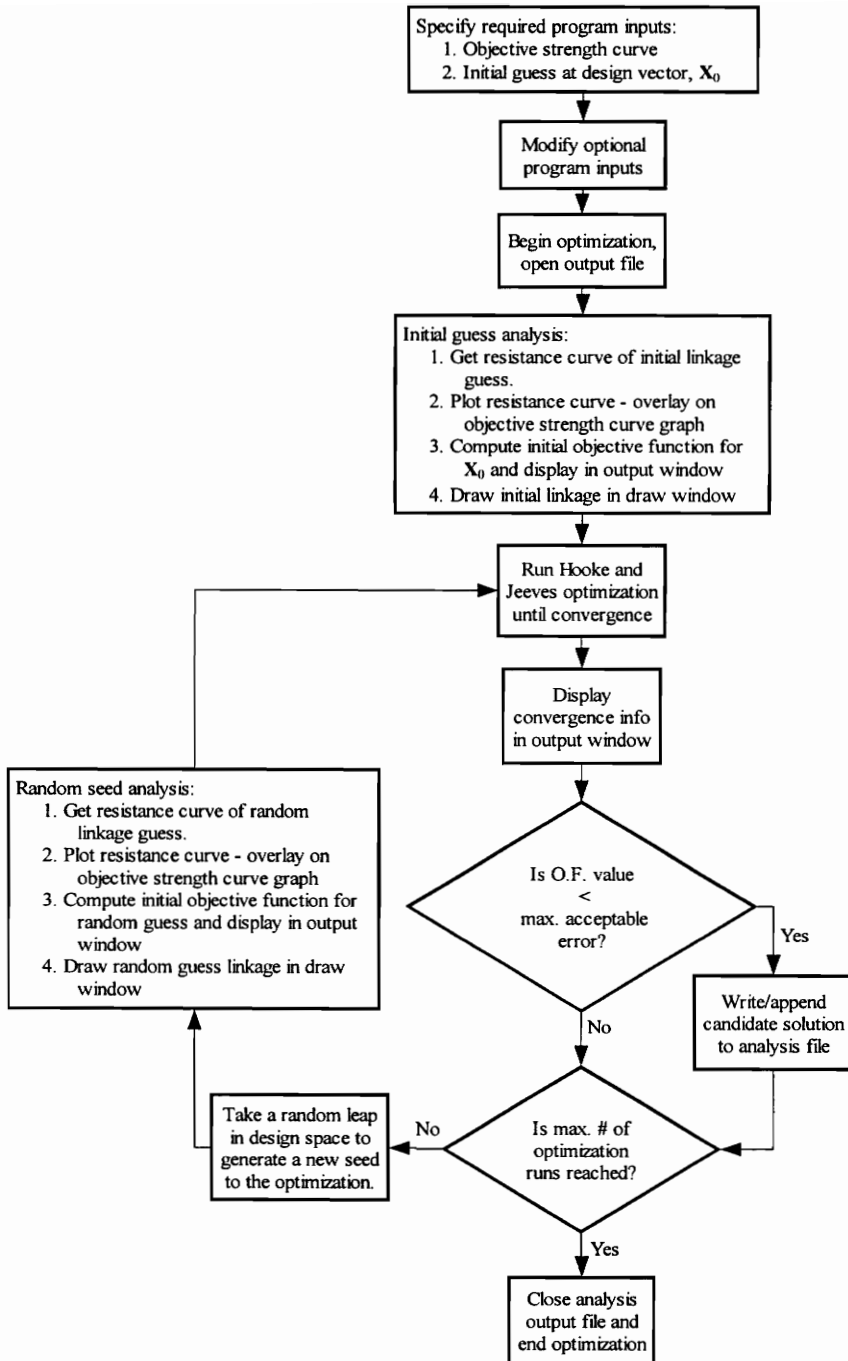 Specify required program inputs:
1. Objective strength curve
2. Initial guess at design vector, X₀
Modify optional
program inputs
Begin optimization,
open output file
Initial guess analysis:
1. Get resistance curve of initial linkage
guess.
2. Plot resistance curve - overlay on
objective strength curve graph
3. Compute initial objective function for
X₀ and display in output window
4. Draw initial linkage in draw window
Run Hooke and
Jeeves optimization
until convergence
Display
convergence info
in output window
Random seed analysis:
1. Get resistance curve of random
linkage guess.
2. Plot resistance curve - overlay on
objective strength curve graph
3. Compute initial objective function for
random guess and display in output
window
4. Draw random guess linkage in draw
window
Is O.F. value
<
max. acceptable
error?
Yes
Write/append
candidate solution
to analysis file
No
Is max. # of
optimization
runs reached?
No
Take a random leap
in design space to
generate a new seed
to the optimization.
Yes
Close analysis
output file and
end optimization